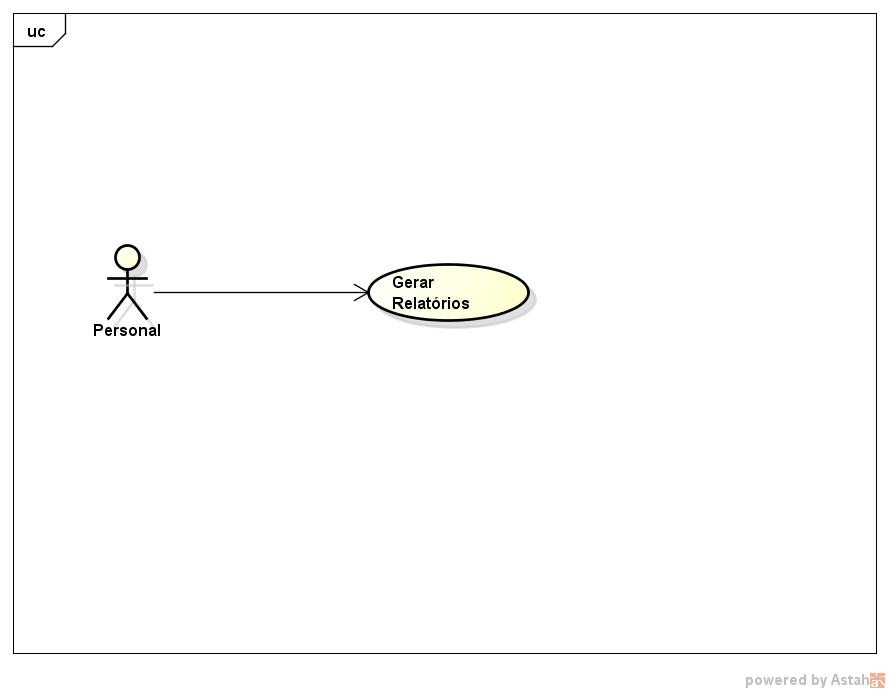 uc
Gerar
Relatórios
Personal
powered by Astah